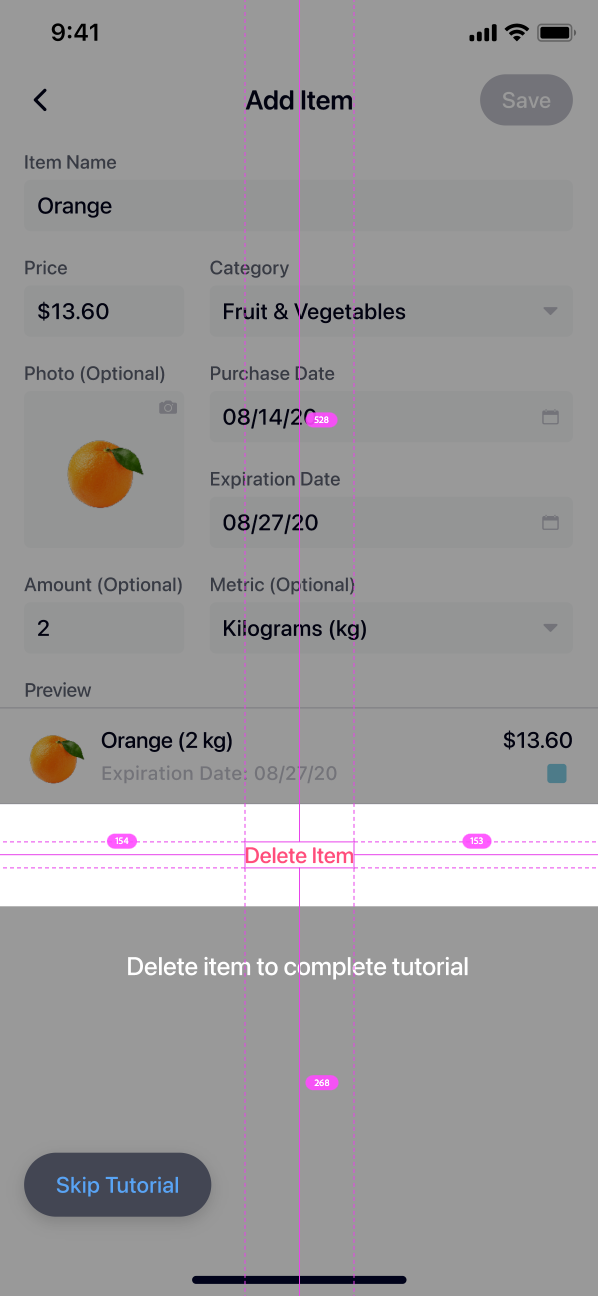 9:41
Add Item
Save
Item Name
Orange
Price
Category
$13.60
Fruit & Vegetables
Photo (Optional)
Purchase Date
08/14/20
528
Expiration Date
08/27/20
Amount (Optional)
Metric (Optional)
2
Kilograms (kg)
Preview
Orange (2 kg)
$13.60
Expiration Date: 08/27/20
154
153
Delete Item
Delete item to complete tutorial
268
Skip Tutorial